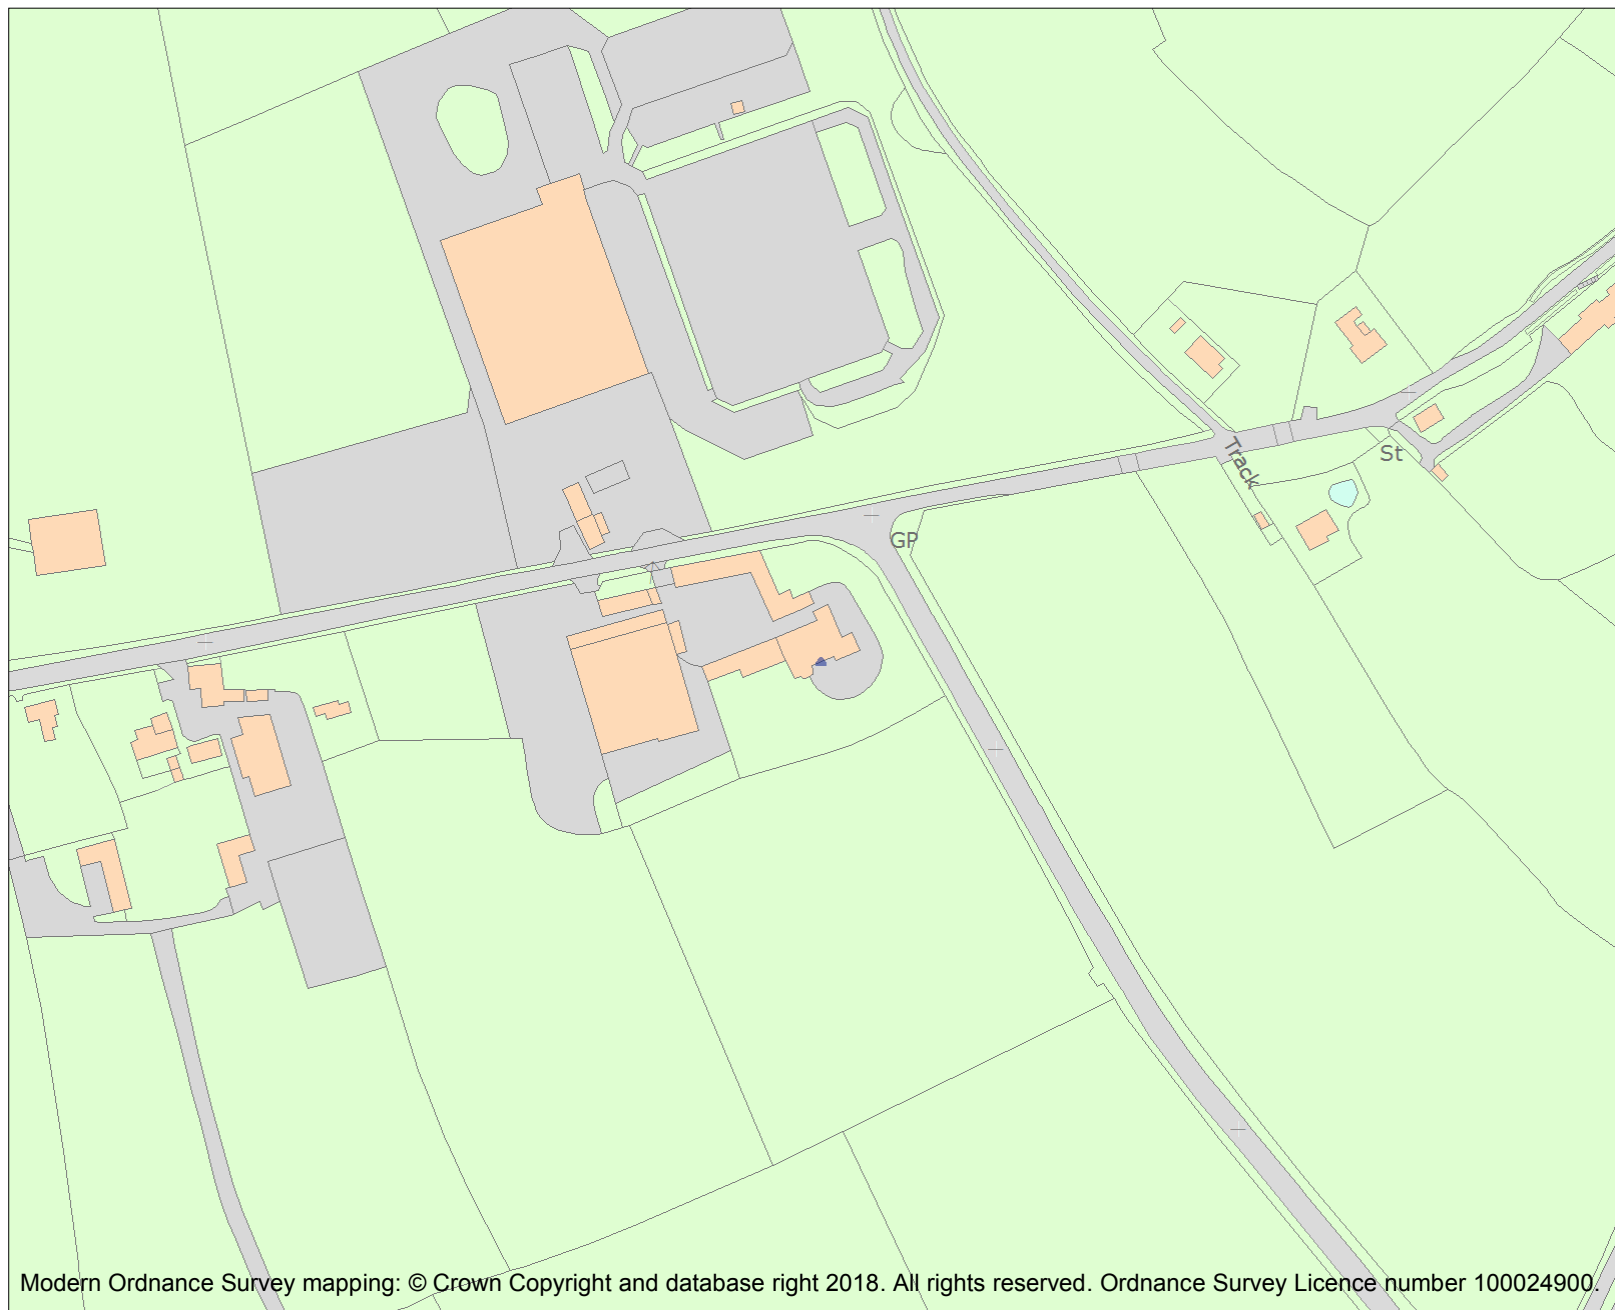 Track
St
GP
Modern Ordnance Survey mapping: © Crown Copyright and database right 2018. All rights reserved. Ordnance Survey Licence number 100024900.